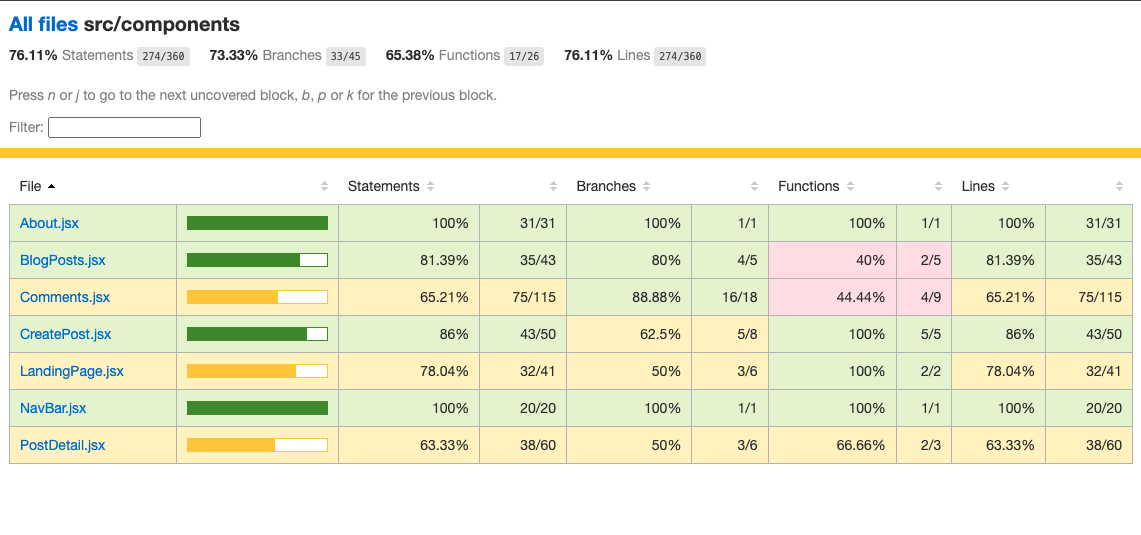 All files src/components
76.11% Statements 274/360 73.33% Branches 33/45 65.38% Functions 17/26 76.11% Lines 274/360
Press n or j to go to the next uncovered block, b, p or k for the previous block.
Filter:
File Statements Branches Functions Lines
About.jsx 100% 31/31 100% 1/1 100% 1/1 100% 31/31
BlogPosts.jsx 81.39% 35/43 80% 4/5 40% 2/5 81.39% 35/43
Comments.jsx 65.21% 75/115 88.88% 16/18 44.44% 4/9 65.21% 75/115
CreatePost.jsx 86% 43/50 62.5% 5/8 100% 5/5 86% 43/50
LandingPage.jsx 78.04% 32/41 50% 3/6 100% 2/2 78.04% 32/41
NavBar.jsx 100% 20/20 100% 1/1 100% 1/1 100% 20/20
PostDetail.jsx 63.33% 38/60 50% 3/6 66.66% 2/3 63.33% 38/60